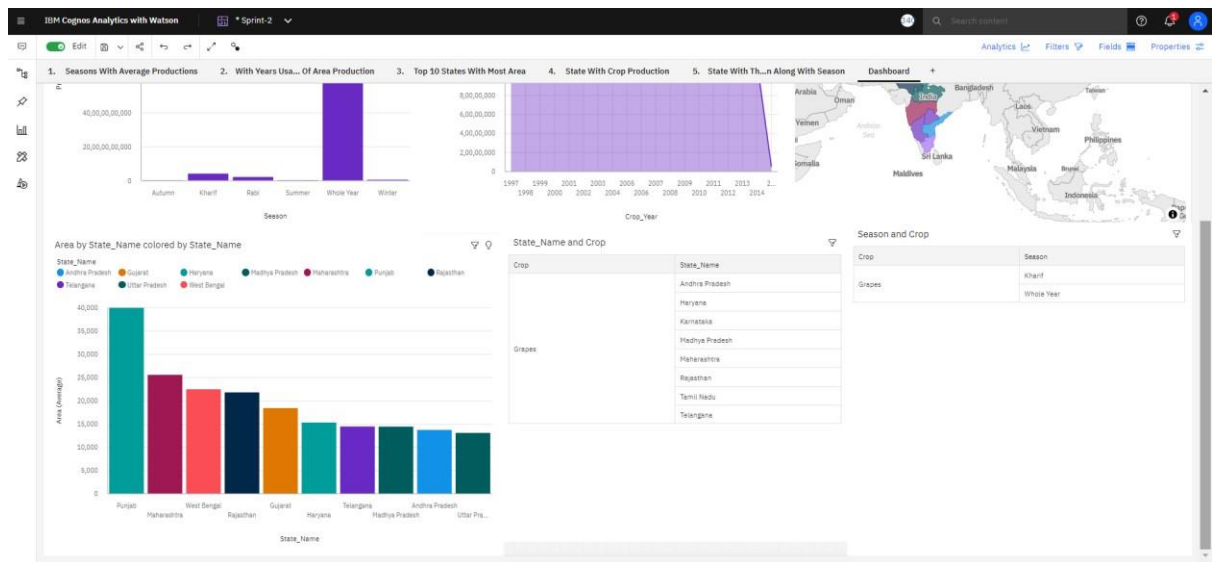 IBM Cognos Analytics with Watson
* Sprint-2
Search content
Edit
Analytics
Filters
Fields
Properties
1. Seasons With Average Productions
2. With Years Usa... Of Area Production
3. Top 10 States With Most Area
4. State With Crop Production
5. State With Th...n Along With Season
Dashboard
+
40,00,00,00,000
20,00,00,00,000
0
Autumn
Kharif
Rabi
Summer
Whole Year
Winter
Season
8,00,00,000
6,00,00,000
4,00,00,000
2,00,00,000
0
1997 1999 2001 2003 2005 2007 2009 2011 2013 2...
1998 2000 2002 2004 2006 2008 2010 2012 2014
Crop_Year
Arabia
Oman
Yemen
Arabian
Sea
Somalia
India
Bangladesh
Sri Lanka
Maldives
Laos
Vietnam
Taiwan
Philippines
Malaysia
Brunei
Indonesia
Area by State_Name colored by State_Name
State_Name
Andhra Pradesh
Gujarat
Haryana
Madhya Pradesh
Maharashtra
Punjab
Rajasthan
Telangana
Uttar Pradesh
West Bengal
40,000
35,000
30,000
25,000
20,000
15,000
10,000
5,000
0
Area (Average)
Punjab
Maharashtra
West Bengal
Rajasthan
Gujarat
Haryana
Telangana
Madhya Pradesh
Andhra Pradesh
Uttar Pra...
State_Name
State_Name and Crop
Crop
State_Name
Grapes
Andhra Pradesh
Haryana
Karnataka
Madhya Pradesh
Maharashtra
Rajasthan
Tamil Nadu
Telangana
Season and Crop
Crop
Season
Grapes
Kharif
Whole Year